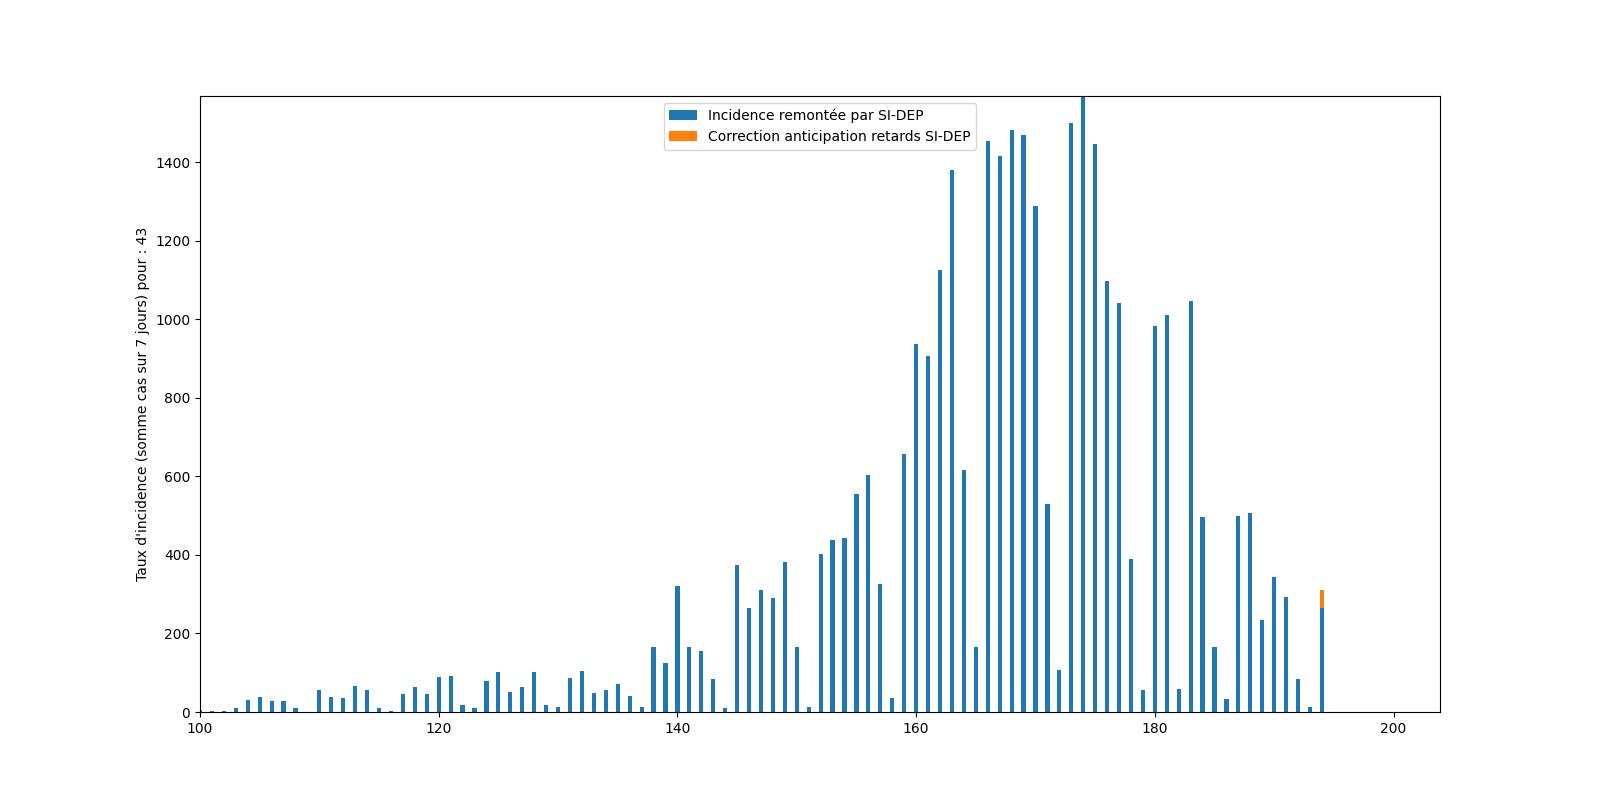 Incidence remontée par SI-DEP
Correction anticipation retards SI-DEP
Taux d'incidence (somme cas sur 7 jours) pour : 43
1400
1200
1000
800
600
400
200
0
100 120 140 160 180 200